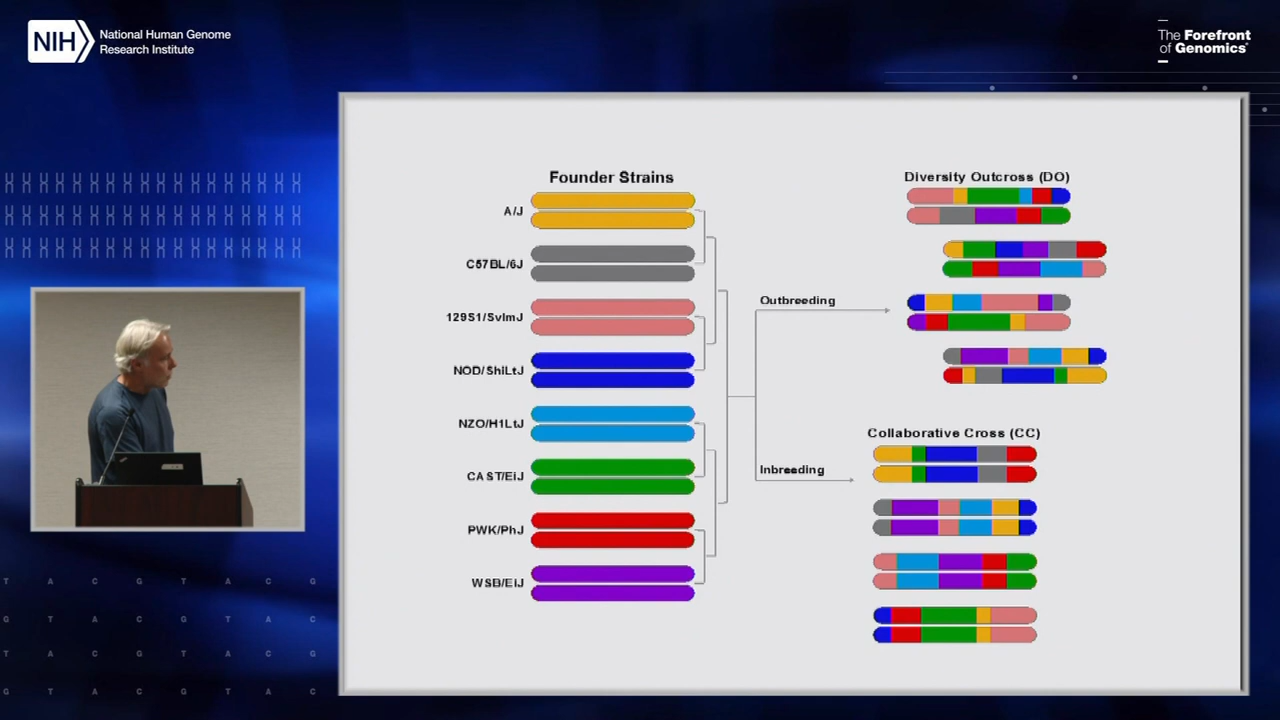 NIH
National Human Genome
Research Institute
The Forefront
of Genomics®
Founder Strains
A/J
C57BL/6J
129S1/SvImJ
NOD/ShiLtJ
NZO/H1LtJ
CAST/EiJ
PWK/PhJ
WSB/EiJ
Outbreeding
Inbreeding
Diversity Outcross (DO)
Collaborative Cross (CC)
T A C G T A C G
G T A C G T A C
T A C G T A C G
G T A C G T A C